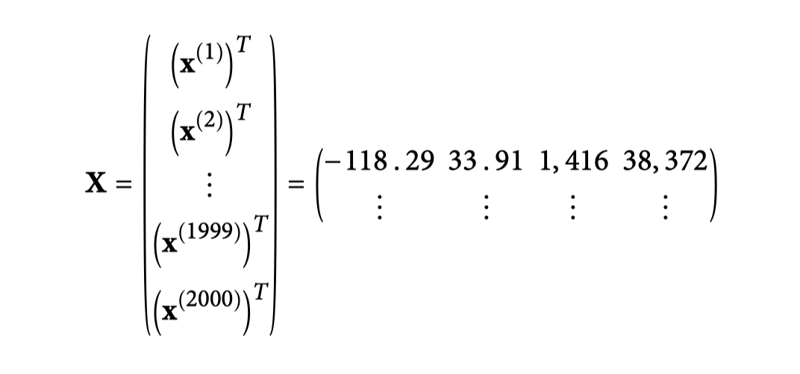 (x(1))T
(x(2))T
⋮
X = = (−118.29 33.91 1,416 38,372)
⋮ ⋮ ⋮ ⋮
(x(1999))T
(x(2000))T